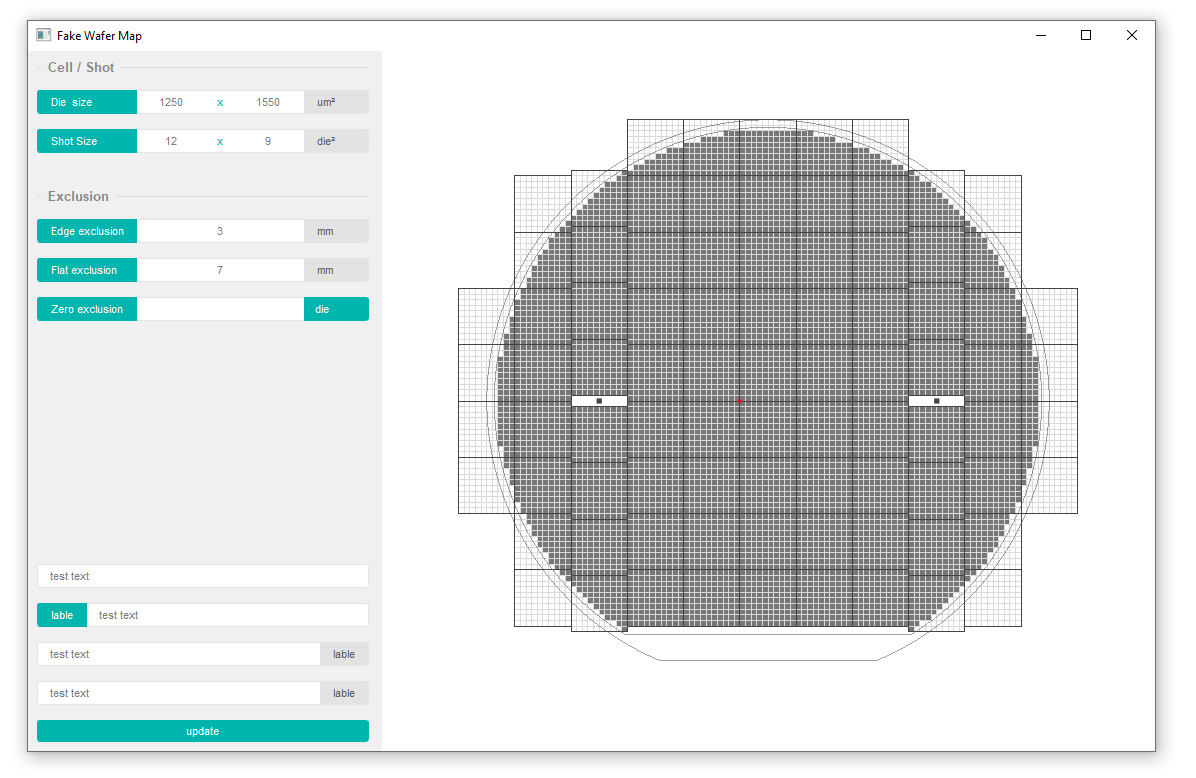 Fake Wafer Map
Cell / Shot
Die size 1250 x 1550 um²
Shot Size 12 x 9 die²
Exclusion
Edge exclusion 3 mm
Flat exclusion 7 mm
Zero exclusion die
test text
lable test text
test text lable
test text lable
update